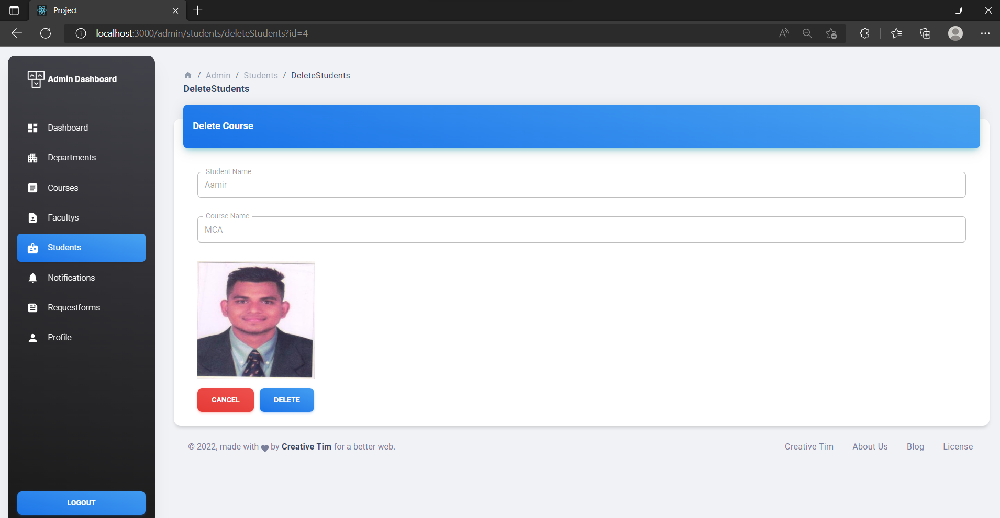 Project
localhost:3000/admin/students/deleteStudents?id=4
Admin Dashboard
Dashboard
Departments
Courses
Facultys
Students
Notifications
Requestforms
Profile
LOGOUT
/ Admin / Students / DeleteStudents
DeleteStudents
Delete Course
Student Name
Aamir
Course Name
MCA
CANCEL DELETE
© 2022, made with by Creative Tim for a better web.
Creative Tim About Us Blog License